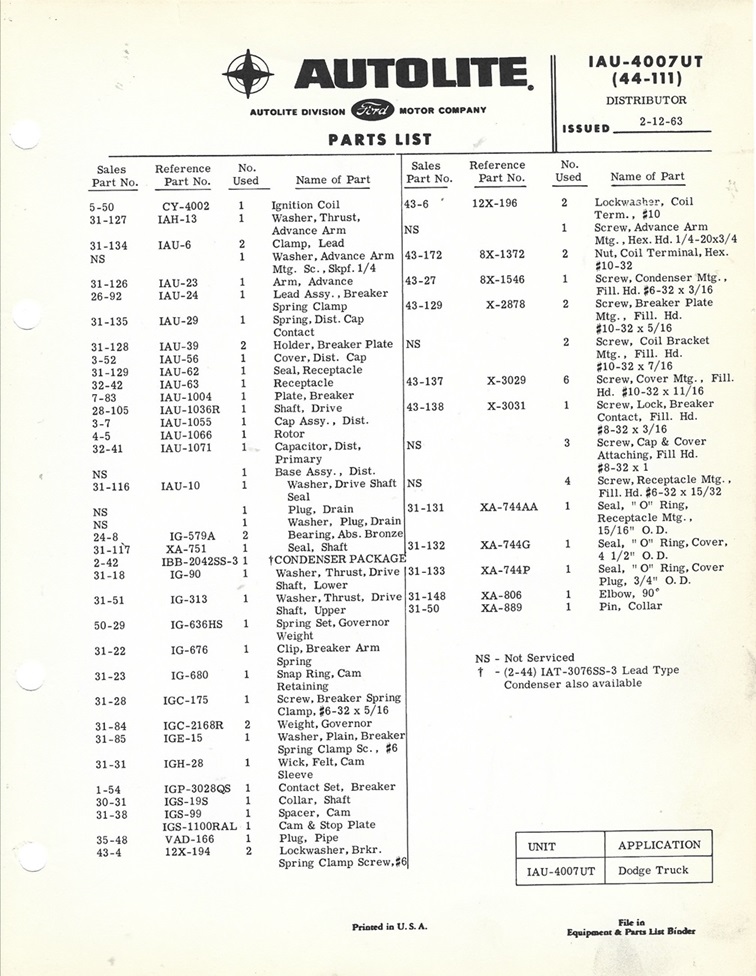 AUTOLITE.
AUTOLITE DIVISION Ford MOTOR COMPANY
PARTS LIST
IAU-4007UT
(44-111)
DISTRIBUTOR
ISSUED 2-12-63
Sales Part No. Reference Part No. No. Used Name of Part
5-50 CY-4002 1 Ignition Coil
31-127 IAH-13 1 Washer, Thrust,
Advance Arm
31-134 IAU-6 2 Clamp, Lead
NS 1 Washer, Advance Arm
Mtg. Sc., Skpf. 1/4
31-126 IAU-23 1 Arm, Advance
26-92 IAU-24 1 Lead Assy., Breaker
Spring Clamp
31-135 IAU-29 1 Spring, Dist. Cap
Contact
31-128 IAU-39 2 Holder, Breaker Plate
3-52 IAU-56 1 Cover, Dist. Cap
31-129 IAU-62 1 Seal, Receptacle
32-42 IAU-63 1 Receptacle
7-83 IAU-1004 1 Plate, Breaker
28-105 IAU-1036R 1 Shaft, Drive
3-7 IAU-1055 1 Cap Assy., Dist.
4-5 IAU-1066 1 Rotor
32-41 IAU-1071 1 Capacitor, Dist,
Primary
NS 1 Base Assy., Dist.
31-116 IAU-10 1 Washer, Drive Shaft
Seal
NS 1 Plug, Drain
NS 1 Washer, Plug, Drain
24-8 IG-579A 2 Bearing, Abs. Bronze
31-117 XA-751 1 Seal, Shaft
2-42 IBB-2042SS-3 1 †CONDENSER PACKAGE
31-18 IG-90 1 Washer, Thrust, Drive
Shaft, Lower
31-51 IG-313 1 Washer, Thrust, Drive
Shaft, Upper
50-29 IG-636HS 1 Spring Set, Governor
Weight
31-22 IG-676 1 Clip, Breaker Arm
Spring
31-23 IG-680 1 Snap Ring, Cam
Retaining
31-28 IGC-175 1 Screw, Breaker Spring
Clamp, #6-32 x 5/16
31-84 IGC-2168R 2 Weight, Governor
31-85 IGE-15 1 Washer, Plain, Breaker
Spring Clamp Sc., #6
31-31 IGH-28 1 Wick, Felt, Cam
Sleeve
1-54 IGP-3028QS 1 Contact Set, Breaker
30-31 IGS-19S 1 Collar, Shaft
31-38 IGS-99 1 Spacer, Cam
IGS-1100RAL 1 Cam & Stop Plate
35-48 VAD-166 1 Plug, Pipe
43-4 12X-194 2 Lockwasher, Brkr.
Spring Clamp Screw, #6
Sales Part No. Reference Part No. No. Used Name of Part
43-6 12X-196 2 Lockwasher, Coil
Term., #10
NS 1 Screw, Advance Arm
Mtg., Hex. Hd. 1/4-20x3/4
43-172 8X-1372 2 Nut, Coil Terminal, Hex.
#10-32
43-27 8X-1546 1 Screw, Condenser Mtg.,
Fill. Hd. #6-32 x 3/16
43-129 X-2878 2 Screw, Breaker Plate
Mtg., Fill. Hd.
#10-32 x 5/16
NS 2 Screw, Coil Bracket
Mtg., Fill. Hd.
#10-32 x 7/16
43-137 X-3029 6 Screw, Cover Mtg., Fill.
Hd. #10-32 x 11/16
43-138 X-3031 1 Screw, Lock, Breaker
Contact, Fill. Hd.
#8-32 x 3/16
NS 3 Screw, Cap & Cover
Attaching, Fill Hd.
#8-32 x 1
NS 4 Screw, Receptacle Mtg.,
Fill. Hd. #6-32 x 15/32
31-131 XA-744AA 1 Seal, "O" Ring,
Receptacle Mtg.,
15/16" O.D.
31-132 XA-744G 1 Seal, "O" Ring, Cover,
4 1/2" O.D.
31-133 XA-744P 1 Seal, "O" Ring, Cover
Plug, 3/4" O.D.
31-148 XA-806 1 Elbow, 90°
31-50 XA-889 1 Pin, Collar
NS - Not Serviced
† - (2-44) IAT-3076SS-3 Lead Type
Condenser also available
UNIT APPLICATION
IAU-4007UT Dodge Truck
Printed in U.S.A.
File in
Equipment & Parts List Binder